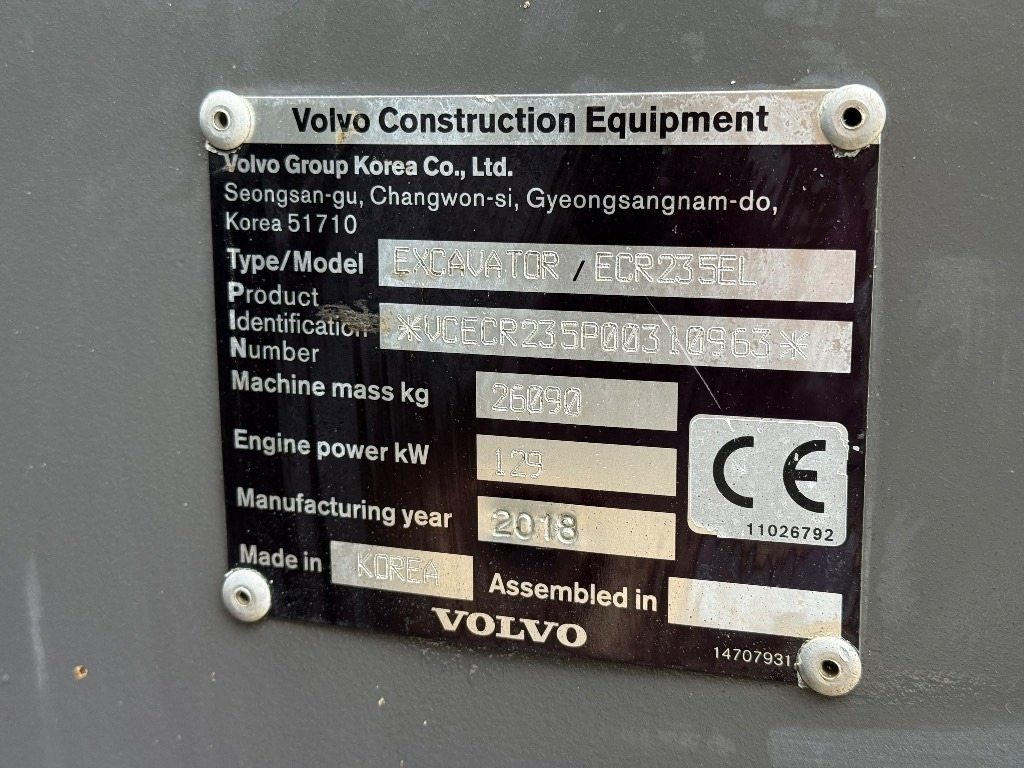 Volvo Construction Equipment
Volvo Group Korea Co., Ltd.
Seongsan-gu, Changwon-si, Gyeongsangnam-do,
Korea 51710
Type/Model EXCAVATOR / ECR235EL
Product
Identification *VCECR235P00310963*
Number
Machine mass kg 26090
Engine power kW 129
CE
Manufacturing year 2018
11026792
Made in KOREA Assembled in
VOLVO
14707931